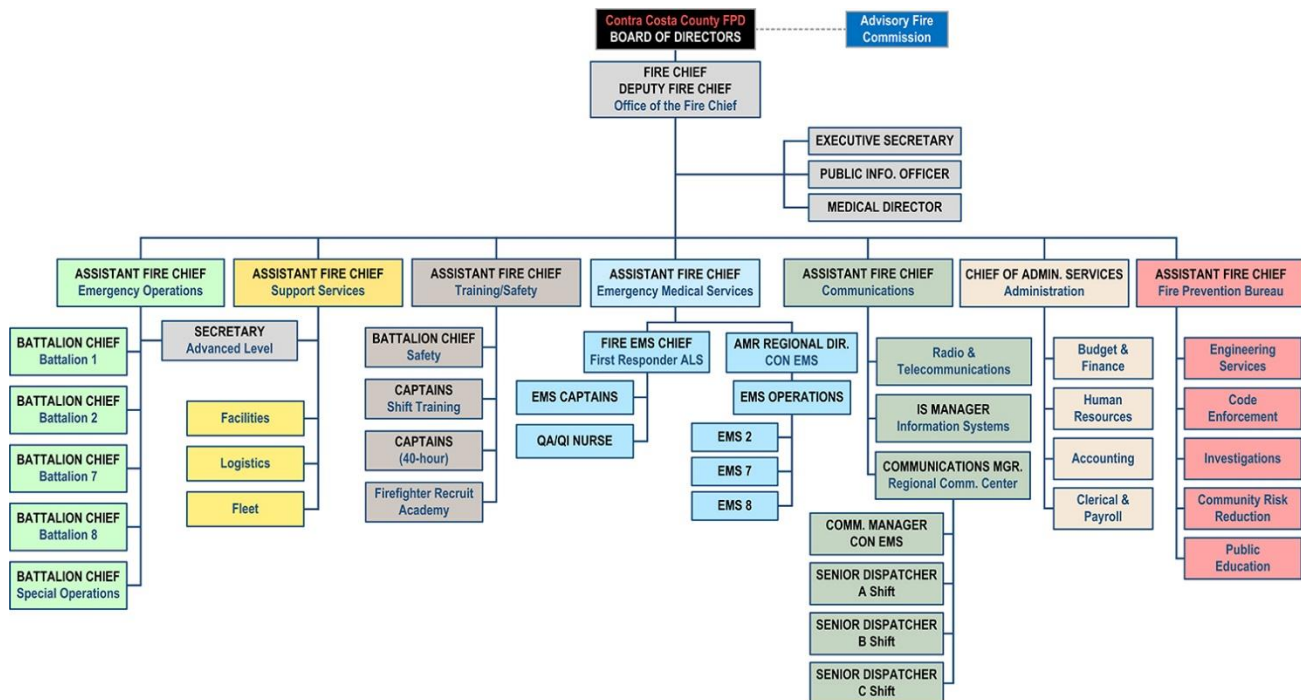 Contra Costa County FPD
BOARD OF DIRECTORS
Advisory Fire
Commission
FIRE CHIEF
DEPUTY FIRE CHIEF
Office of the Fire Chief
EXECUTIVE SECRETARY
PUBLIC INFO. OFFICER
MEDICAL DIRECTOR
ASSISTANT FIRE CHIEF
Emergency Operations
ASSISTANT FIRE CHIEF
Support Services
ASSISTANT FIRE CHIEF
Training/Safety
ASSISTANT FIRE CHIEF
Emergency Medical Services
ASSISTANT FIRE CHIEF
Communications
CHIEF OF ADMIN. SERVICES
Administration
ASSISTANT FIRE CHIEF
Fire Prevention Bureau
BATTALION CHIEF
Battalion 1
BATTALION CHIEF
Battalion 2
BATTALION CHIEF
Battalion 7
BATTALION CHIEF
Battalion 8
BATTALION CHIEF
Special Operations
SECRETARY
Advanced Level
Facilities
Logistics
Fleet
BATTALION CHIEF
Safety
CAPTAINS
Shift Training
CAPTAINS
(40-hour)
Firefighter Recruit
Academy
FIRE EMS CHIEF
First Responder ALS
EMS CAPTAINS
QA/QI NURSE
AMR REGIONAL DIR.
CON EMS
EMS OPERATIONS
EMS 2
EMS 7
EMS 8
Radio &
Telecommunications
IS MANAGER
Information Systems
COMMUNICATIONS MGR.
Regional Comm. Center
COMM. MANAGER
CON EMS
SENIOR DISPATCHER
A Shift
SENIOR DISPATCHER
B Shift
SENIOR DISPATCHER
C Shift
Budget &
Finance
Human
Resources
Accounting
Clerical &
Payroll
Engineering
Services
Code
Enforcement
Investigations
Community Risk
Reduction
Public
Education